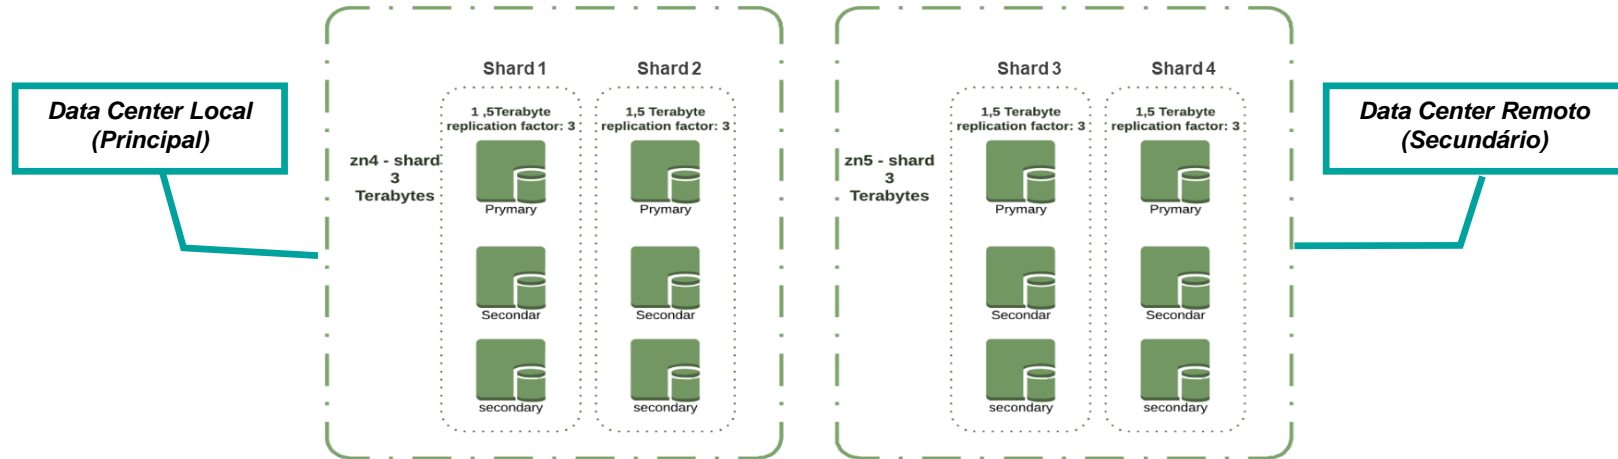 Data Center Local
(Principal)
zn4 - shard
3
Terabytes
Shard 1
1 ,5Terabyte
replication factor: 3
Prymary
Secondar
secondary
Shard 2
1,5 Terabyte
replication factor: 3
Prymary
Secondar
secondary
zn5 - shard
3
Terabytes
Shard 3
1,5 Terabyte
replication factor: 3
Prymary
Secondar
secondary
Shard 4
1,5 Terabyte
replication factor: 3
Prymary
Secondar
secondary
Data Center Remoto
(Secundário)